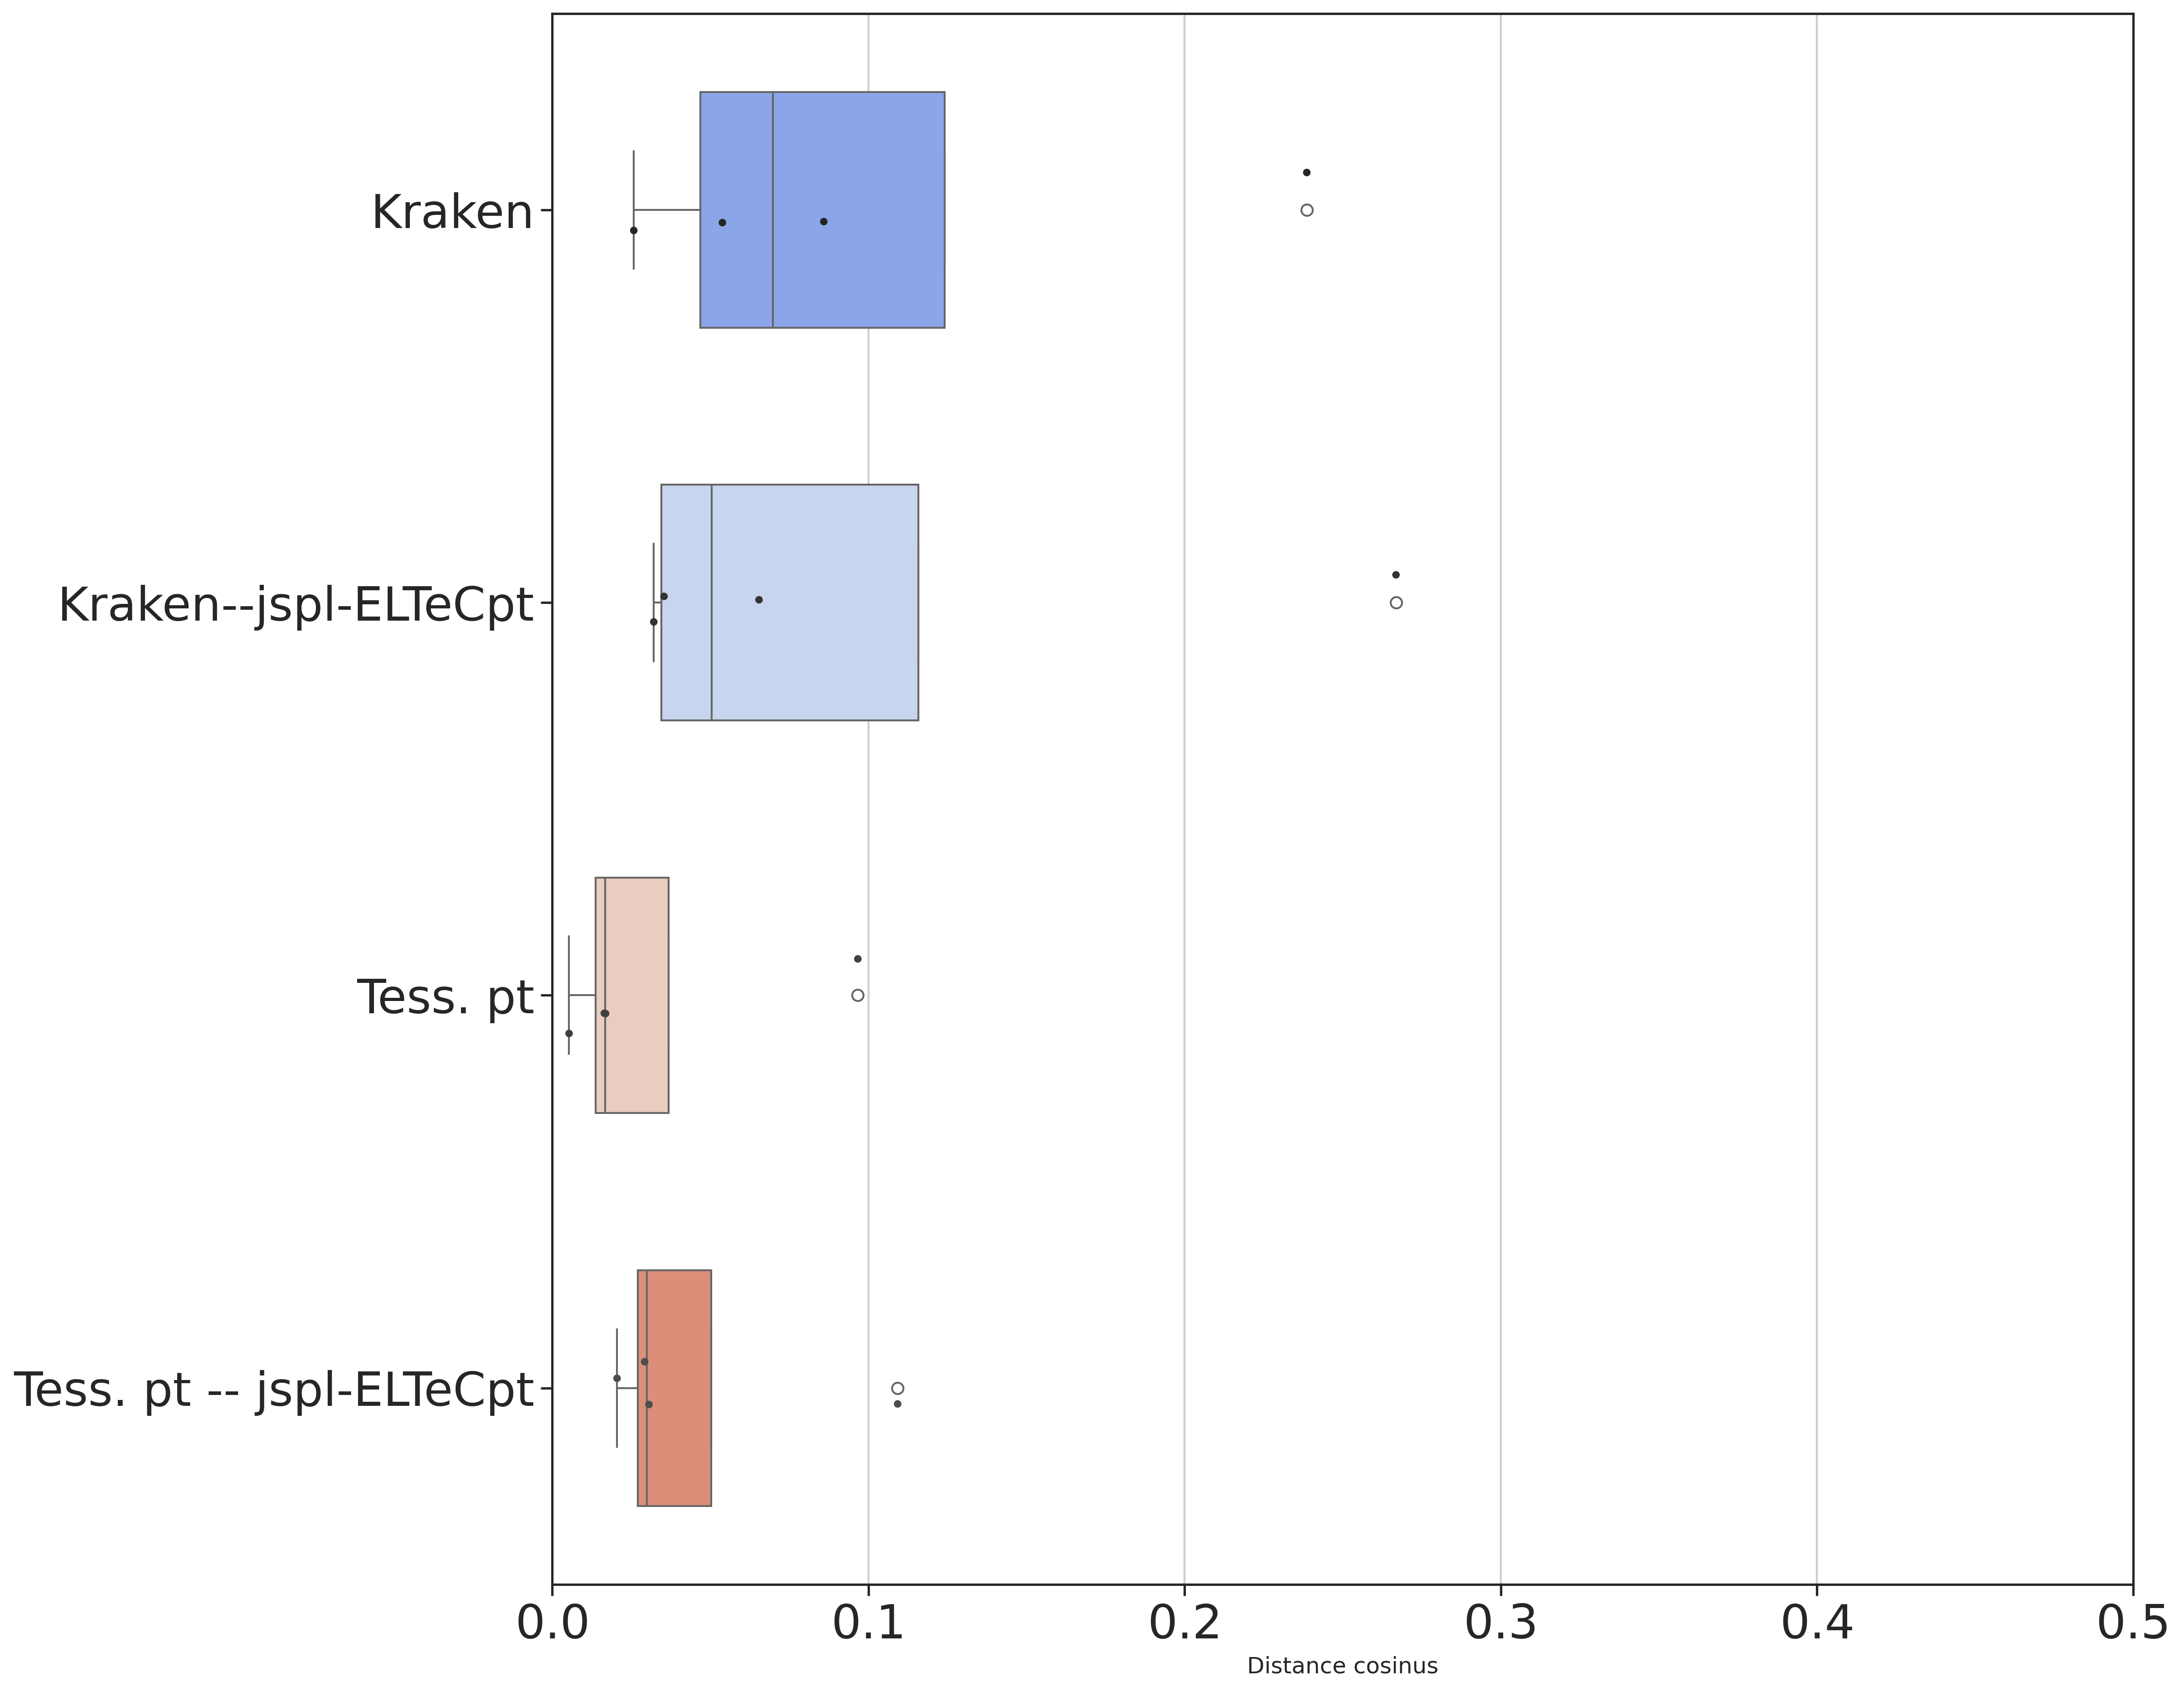 Kraken
Kraken--jspl-ELTeCpt
Tess. pt
Tess. pt -- jspl-ELTeCpt
0.0 0.1 0.2 0.3 0.4 0.5
Distance cosinus